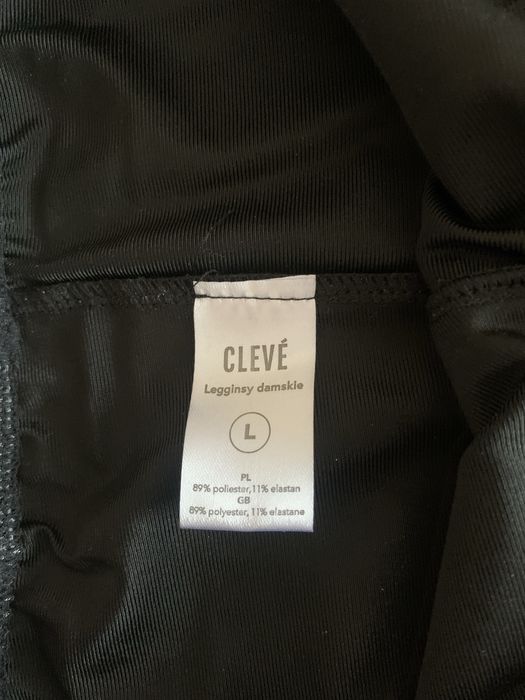 CLEVÉ
Legginsy damskie
L
PL
89% poliester, 11% elastan
GB
89% polyester, 11% elastane